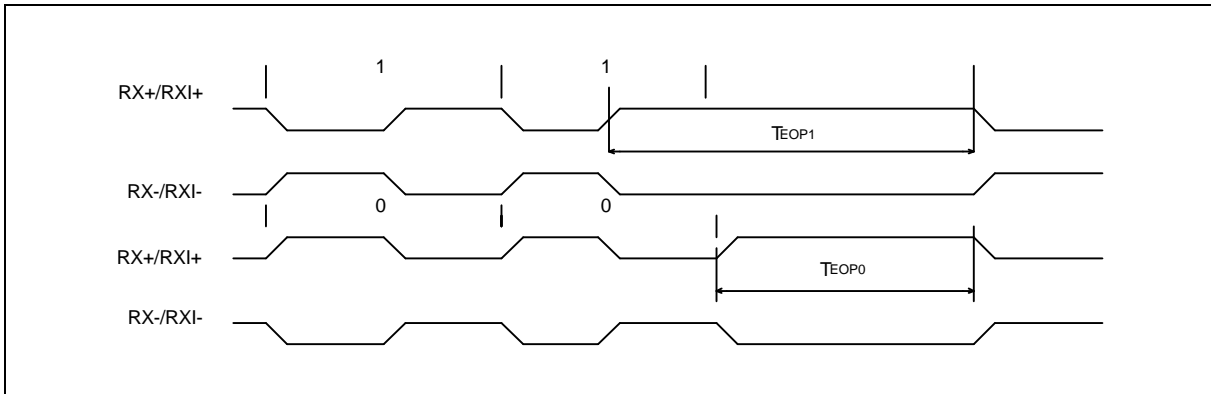 1 1
RX+/RXI+
TEOP1
RX-/RXI-
0 0
RX+/RXI+
TEOP0
RX-/RXI-